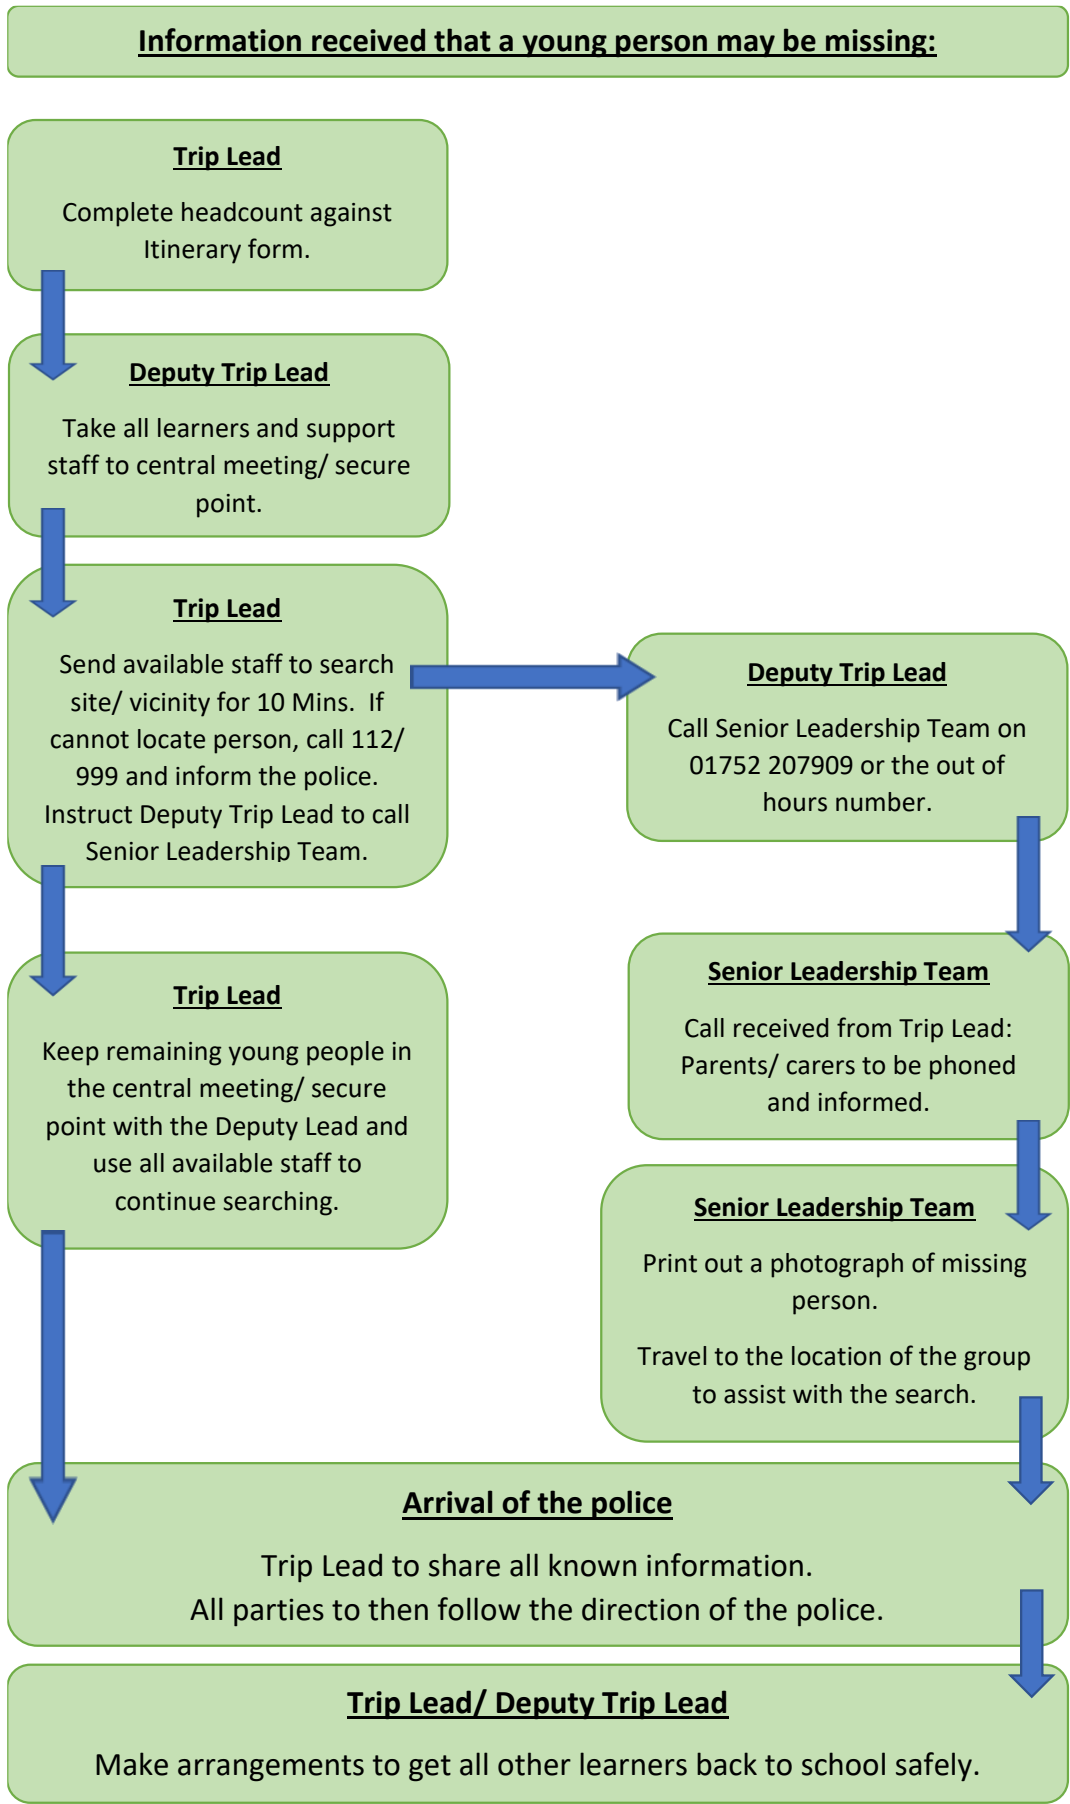 Information received that a young person may be missing:
Trip Lead
Complete headcount against
Itinerary form.
Deputy Trip Lead
Take all learners and support
staff to central meeting/ secure
point.
Trip Lead
Send available staff to search
site/ vicinity for 10 Mins.  If
cannot locate person, call 112/
999 and inform the police.
Instruct Deputy Trip Lead to call
Senior Leadership Team.
Deputy Trip Lead
Call Senior Leadership Team on
01752 207909 or the out of
hours number.
Trip Lead
Keep remaining young people in
the central meeting/ secure
point with the Deputy Lead and
use all available staff to
continue searching.
Senior Leadership Team
Call received from Trip Lead:
Parents/ carers to be phoned
and informed.
Senior Leadership Team
Print out a photograph of missing
person.
Travel to the location of the group
to assist with the search.
Arrival of the police
Trip Lead to share all known information.
All parties to then follow the direction of the police.
Trip Lead/ Deputy Trip Lead
Make arrangements to get all other learners back to school safely.